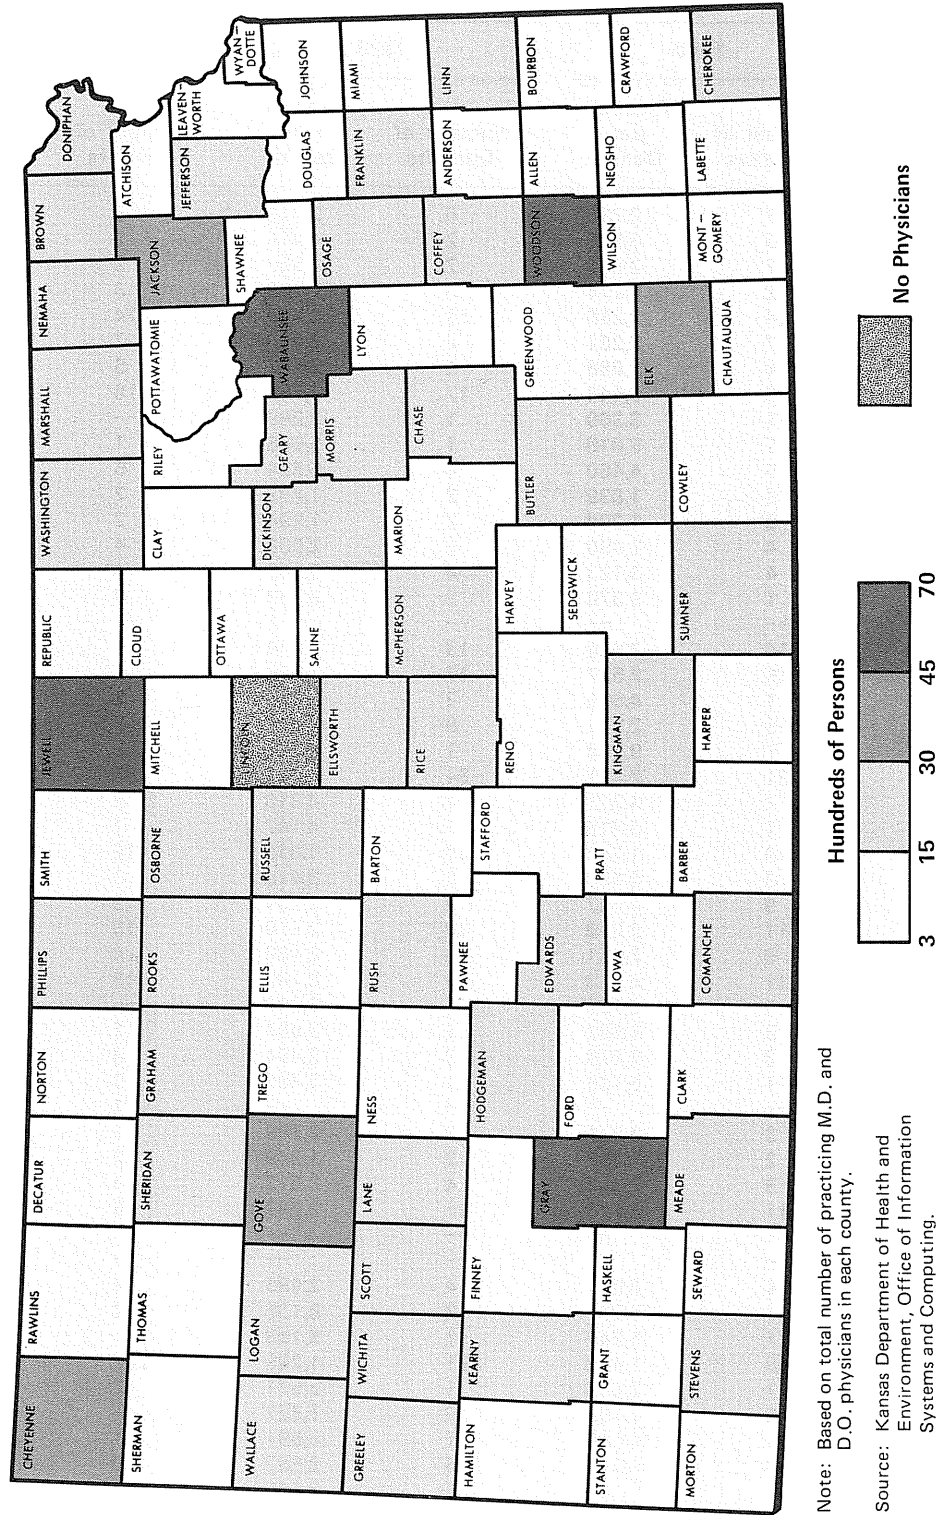 CHEYENNE
RAWLINS
DECATUR
NORTON
PHILLIPS
SMITH
JEWELL
REPUBLIC
WASHINGTON
MARSHALL
NEMAHA
BROWN
DONIPHAN
SHERMAN
THOMAS
SHERIDAN
GRAHAM
ROOKS
OSBORNE
MITCHELL
CLOUD
CLAY
RILEY
POTTAWATOMIE
JACKSON
ATCHISON
JEFFERSON
LEAVEN-
WORTH
WYAN-
DOTTE
WALLACE
LOGAN
GOVE
TREGO
ELLIS
RUSSELL
LINCOLN
OTTAWA
SALINE
DICKINSON
GEARY
MORRIS
WABAUNSEE
SHAWNEE
DOUGLAS
JOHNSON
GREELEY
WICHITA
SCOTT
LANE
NESS
RUSH
BARTON
ELLSWORTH
RICE
McPHERSON
MARION
CHASE
LYON
OSAGE
FRANKLIN
MIAMI
HAMILTON
KEARNY
FINNEY
HODGEMAN
PAWNEE
STAFFORD
RENO
HARVEY
BUTLER
GREENWOOD
COFFEY
ANDERSON
LINN
GRAY
FORD
EDWARDS
SEDGWICK
WOODSON
ALLEN
BOURBON
STANTON
GRANT
HASKELL
KIOWA
PRATT
KINGMAN
ELK
WILSON
NEOSHO
CRAWFORD
MORTON
STEVENS
SEWARD
MEADE
CLARK
COMANCHE
BARBER
HARPER
SUMNER
COWLEY
CHAUTAUQUA
MONT-
GOMERY
LABETTE
CHEROKEE
Hundreds of Persons
3 15 30 45 70
No Physicians
Note: Based on total number of practicing M.D. and
D.O. physicians in each county.
Source: Kansas Department of Health and
Environment, Office of Information
Systems and Computing.